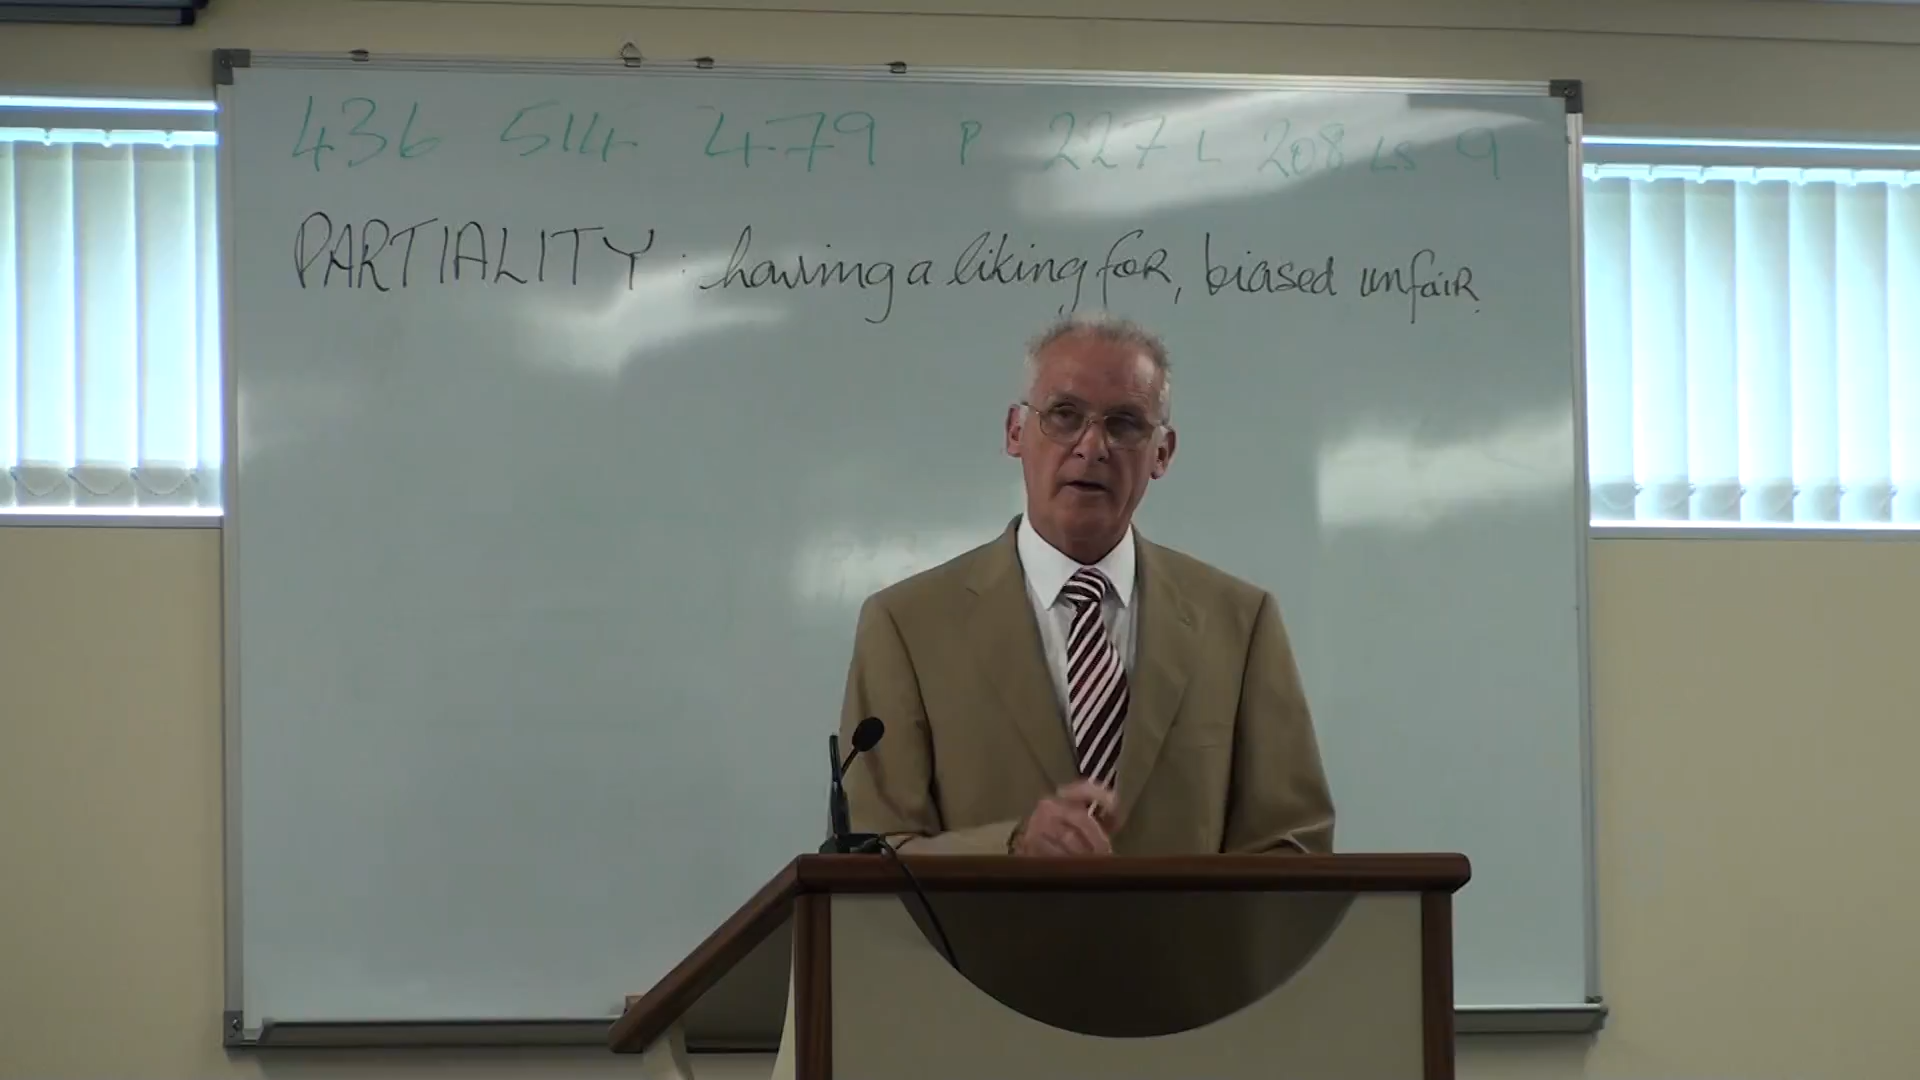 436 514 479 P 227 L 208 LS 9
PARTIALITY : having a liking for, biased unfair.